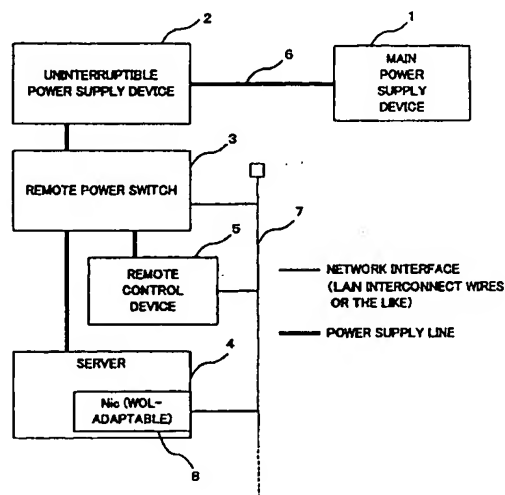 2
UNINTERRUPTIBLE
POWER SUPPLY DEVICE
6
1
MAIN
POWER
SUPPLY
DEVICE
3
REMOTE POWER SWITCH
7
5
REMOTE
CONTROL
DEVICE
NETWORK INTERFACE
(LAN INTERCONNECT WIRES
OR THE LIKE)
POWER SUPPLY LINE
SERVER
4
Nic (WOL-
ADAPTABLE)
8